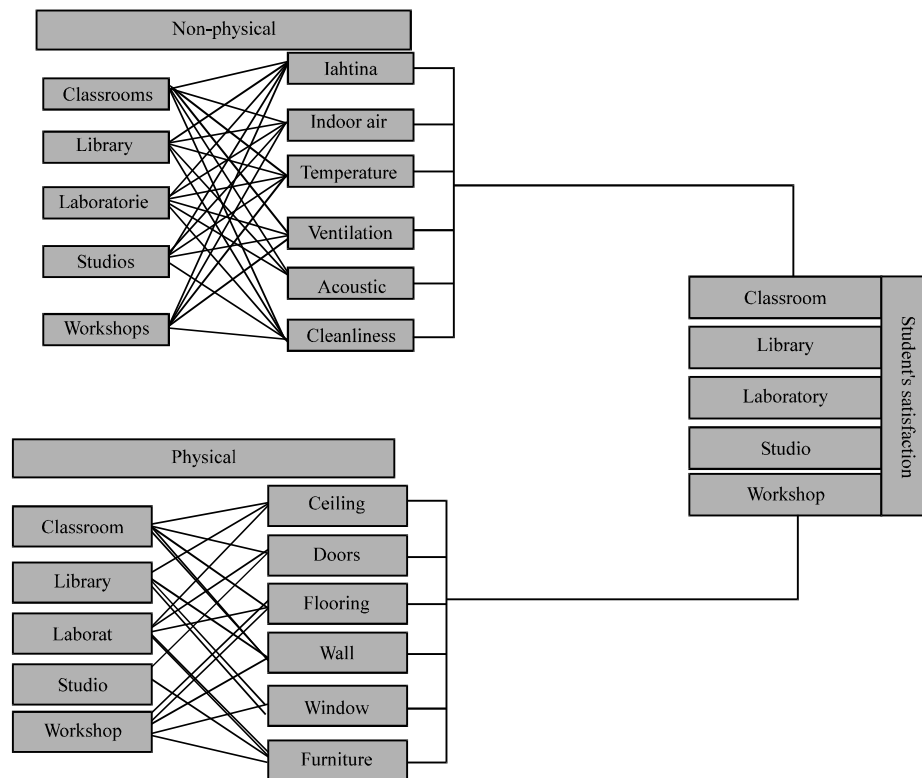 Non-physical
Classrooms
Library
Laboratorie
Studios
Workshops
Iahtina
Indoor air
Temperature
Ventilation
Acoustic
Cleanliness
Physical
Classroom
Library
Laborat
Studio
Workshop
Ceiling
Doors
Flooring
Wall
Window
Furniture
Classroom
Library
Laboratory
Studio
Workshop
Student's satisfaction